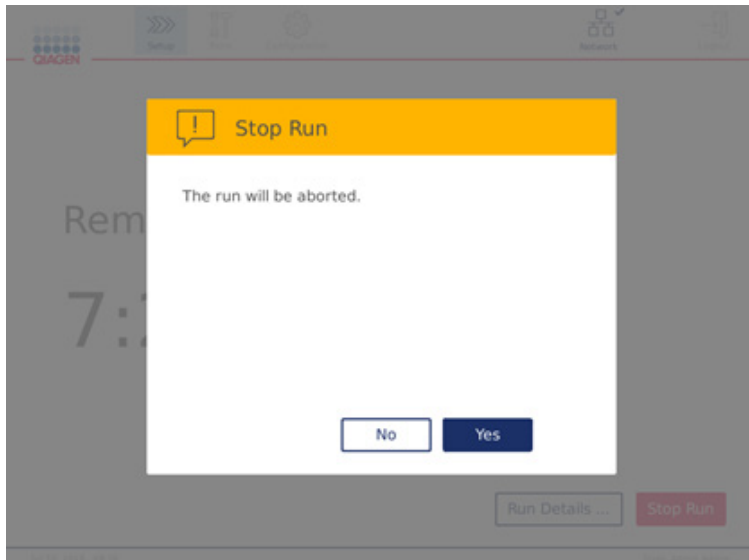 QIAGEN
Setup
Network
Stop Run
The run will be aborted.
Rem
7:
No
Yes
Run Details ...
Stop Run